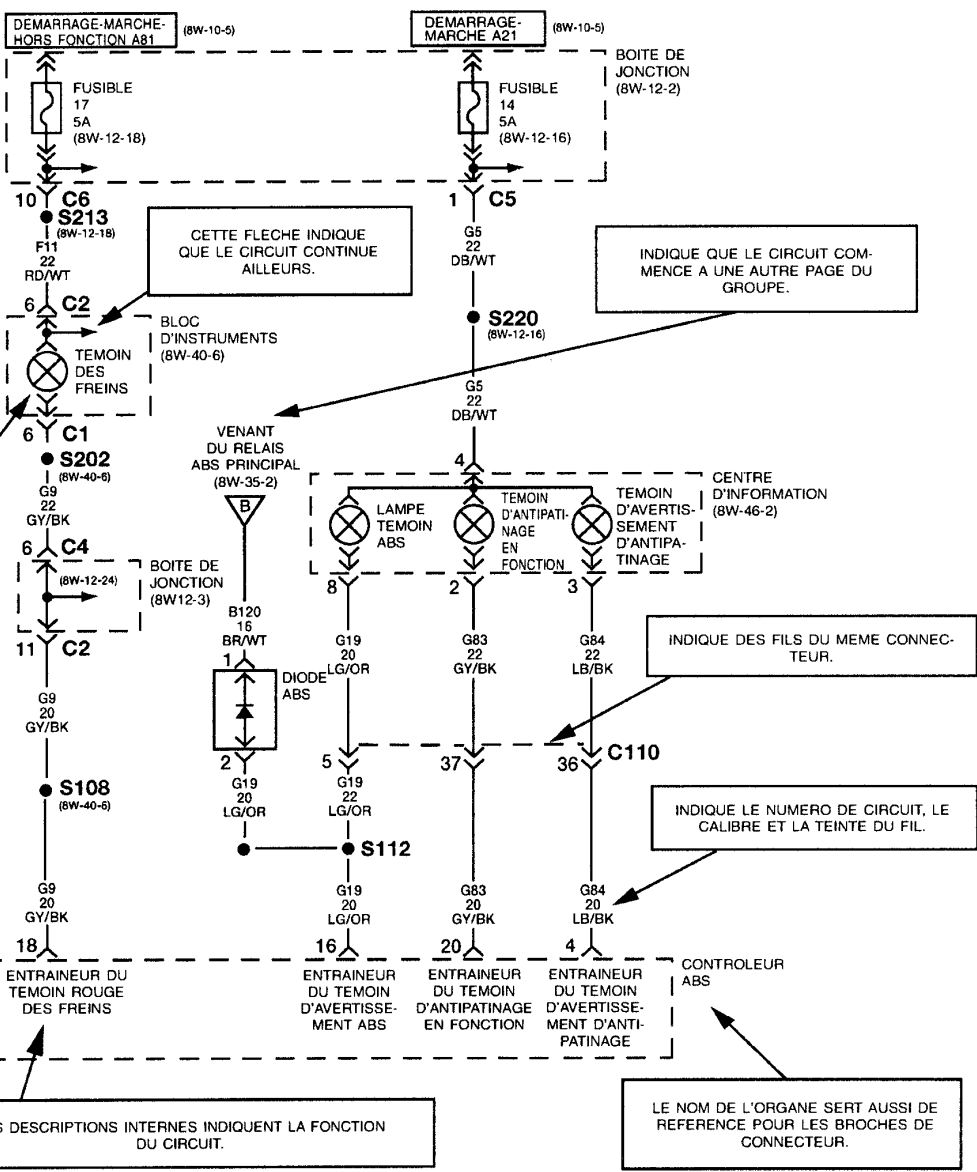 DEMARRAGE-MARCHE-
HORS FONCTION A81
(8W-10-5)
DEMARRAGE-
MARCHE A21
(8W-10-5)
BOITE DE
JONCTION
(8W-12-2)
FUSIBLE
17
5A
(8W-12-18)
FUSIBLE
14
5A
(8W-12-16)
10 C6
S213
(8W-12-18)
F11
22
RD/WT
1 C5
G5
22
DB/WT
CETTE FLECHE INDIQUE
QUE LE CIRCUIT CONTINUE
AILLEURS.
INDIQUE QUE LE CIRCUIT COM-
MENCE A UNE AUTRE PAGE DU
GROUPE.
6 C2
BLOC
D'INSTRUMENTS
(8W-40-6)
TEMOIN
DES
FREINS
S220
(8W-12-16)
G5
22
DB/WT
6 C1
S202
(8W-40-6)
G9
22
GY/BK
VENANT
DU RELAIS
ABS PRINCIPAL
(8W-35-2)
B
4
CENTRE
D'INFORMATION
(8W-46-2)
LAMPE
TEMOIN
ABS
TEMOIN
D'ANTIPATI-
NAGE
EN
FONCTION
TEMOIN
D'AVERTIS-
SEMENT
D'ANTIPA-
TINAGE
6 C4
(8W-12-24)
BOITE DE
JONCTION
(8W12-3)
11 C2
8
2
3
B120
16
BR/WT
G19
20
LG/OR
G83
22
GY/BK
G84
22
LB/BK
INDIQUE DES FILS DU MEME CONNEC-
TEUR.
G9
20
GY/BK
1
DIODE
ABS
2
5
37
36
C110
G19
20
LG/OR
G19
22
LG/OR
S108
(8W-40-6)
INDIQUE LE NUMERO DE CIRCUIT, LE
CALIBRE ET LA TEINTE DU FIL.
S112
G9
20
GY/BK
G19
20
LG/OR
G83
20
GY/BK
G84
20
LB/BK
18
16
20
4
ENTRAINEUR DU
TEMOIN ROUGE
DES FREINS
ENTRAINEUR
DU TEMOIN
D'AVERTISSE-
MENT ABS
ENTRAINEUR
DU TEMOIN
D'ANTIPATINAGE
EN FONCTION
ENTRAINEUR
DU TEMOIN
D'AVERTISSE-
MENT D'ANTI-
PATINAGE
CONTROLEUR
ABS
S DESCRIPTIONS INTERNES INDIQUENT LA FONCTION
DU CIRCUIT.
LE NOM DE L'ORGANE SERT AUSSI DE
REFERENCE POUR LES BROCHES DE
CONNECTEUR.